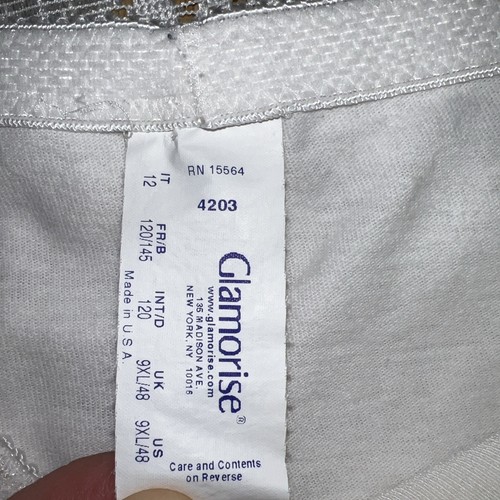 RN 15564
4203
Glamorise®
www.glamorise.com
135 MADISON AVE.
NEW YORK, NY 10016
IT FR/B INT/D UK US
12 120/145 120 9XL/48 9XL/48
Made in U S A
Care and Contents
on Reverse